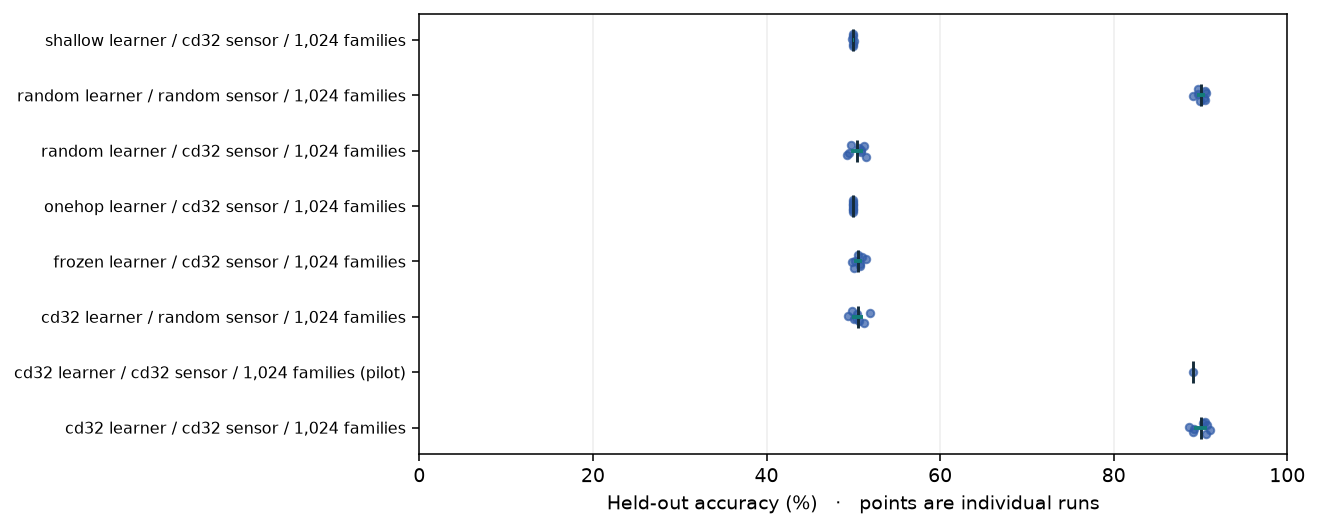 shallow learner / cd32 sensor / 1,024 families
random learner / random sensor / 1,024 families
random learner / cd32 sensor / 1,024 families
onehop learner / cd32 sensor / 1,024 families
frozen learner / cd32 sensor / 1,024 families
cd32 learner / random sensor / 1,024 families
cd32 learner / cd32 sensor / 1,024 families (pilot)
cd32 learner / cd32 sensor / 1,024 families
0 20 40 60 80 100
Held-out accuracy (%) · points are individual runs